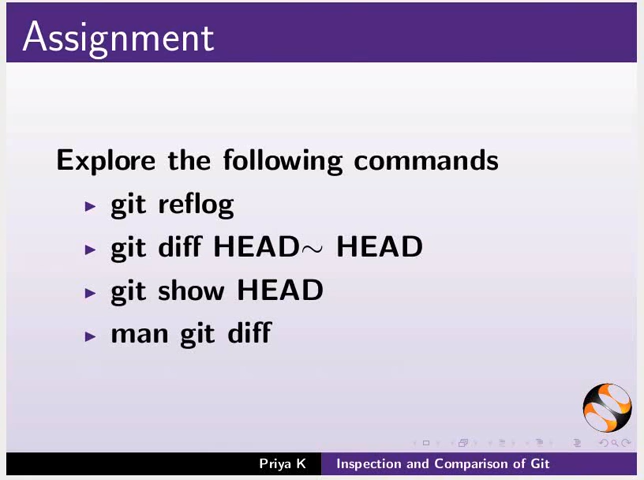 Assignment
Explore the following commands
git reflog
git diff HEAD~ HEAD
git show HEAD
man git diff
Priya K
Inspection and Comparison of Git